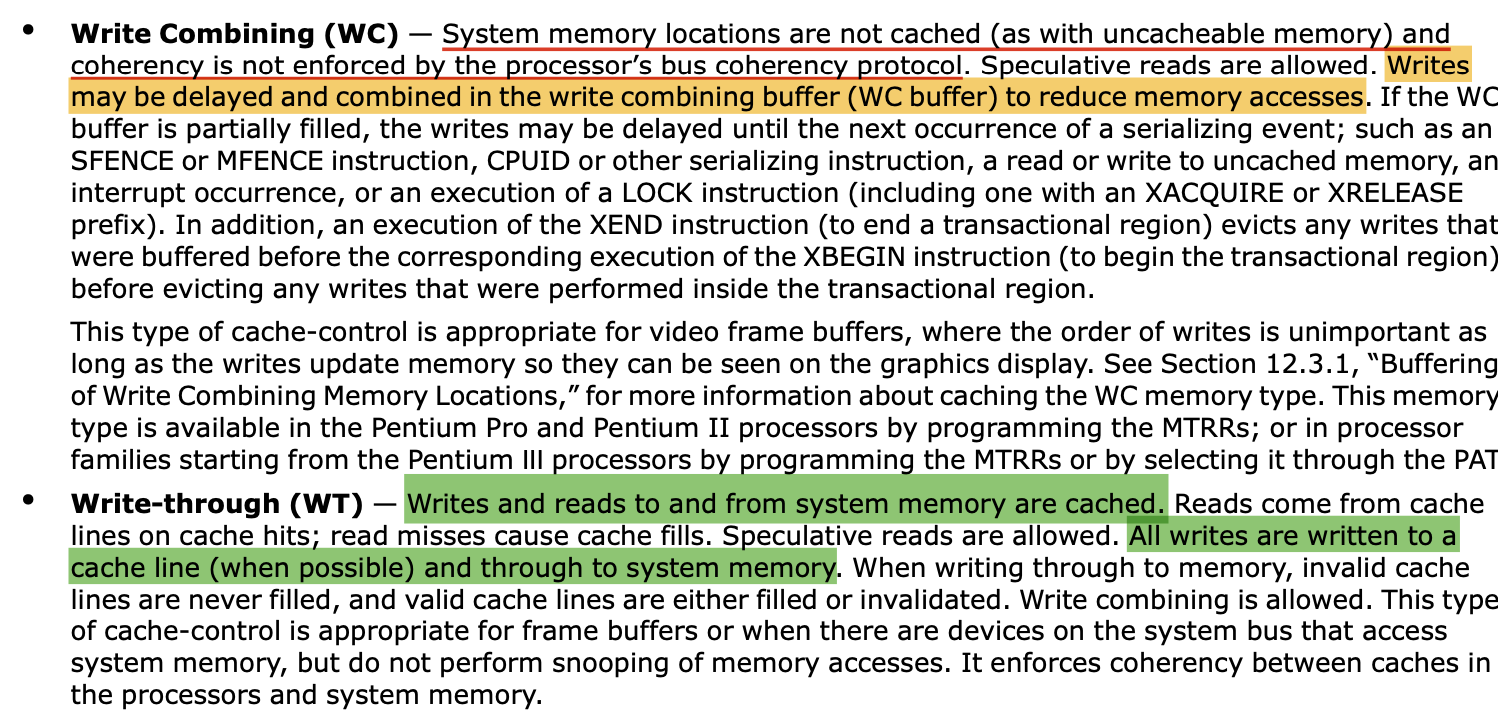 • Write Combining (WC) — System memory locations are not cached (as with uncacheable memory) and
coherency is not enforced by the processor’s bus coherency protocol. Speculative reads are allowed. Writes
may be delayed and combined in the write combining buffer (WC buffer) to reduce memory accesses. If the WC
buffer is partially filled, the writes may be delayed until the next occurrence of a serializing event; such as an
SFENCE or MFENCE instruction, CPUID or other serializing instruction, a read or write to uncached memory, an
interrupt occurrence, or an execution of a LOCK instruction (including one with an XACQUIRE or XRELEASE
prefix). In addition, an execution of the XEND instruction (to end a transactional region) evicts any writes that
were buffered before the corresponding execution of the XBEGIN instruction (to begin the transactional region)
before evicting any writes that were performed inside the transactional region.
This type of cache-control is appropriate for video frame buffers, where the order of writes is unimportant as
long as the writes update memory so they can be seen on the graphics display. See Section 12.3.1, “Buffering
of Write Combining Memory Locations,” for more information about caching the WC memory type. This memory
type is available in the Pentium Pro and Pentium II processors by programming the MTRRs; or in processor
families starting from the Pentium III processors by programming the MTRRs or by selecting it through the PAT
• Write-through (WT) — Writes and reads to and from system memory are cached. Reads come from cache
lines on cache hits; read misses cause cache fills. Speculative reads are allowed. All writes are written to a
cache line (when possible) and through to system memory. When writing through to memory, invalid cache
lines are never filled, and valid cache lines are either filled or invalidated. Write combining is allowed. This type
of cache-control is appropriate for frame buffers or when there are devices on the system bus that access
system memory, but do not perform snooping of memory accesses. It enforces coherency between caches in
the processors and system memory.